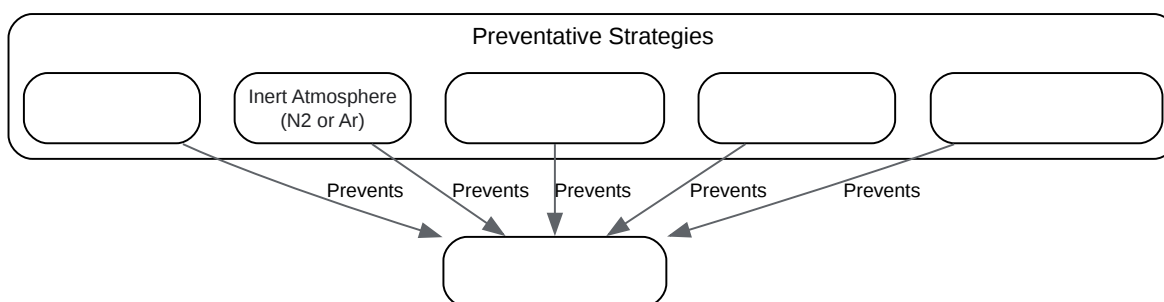 Preventative Strategies
Inert Atmosphere
(N2 or Ar)
Prevents
Prevents
Prevents
Prevents
Prevents